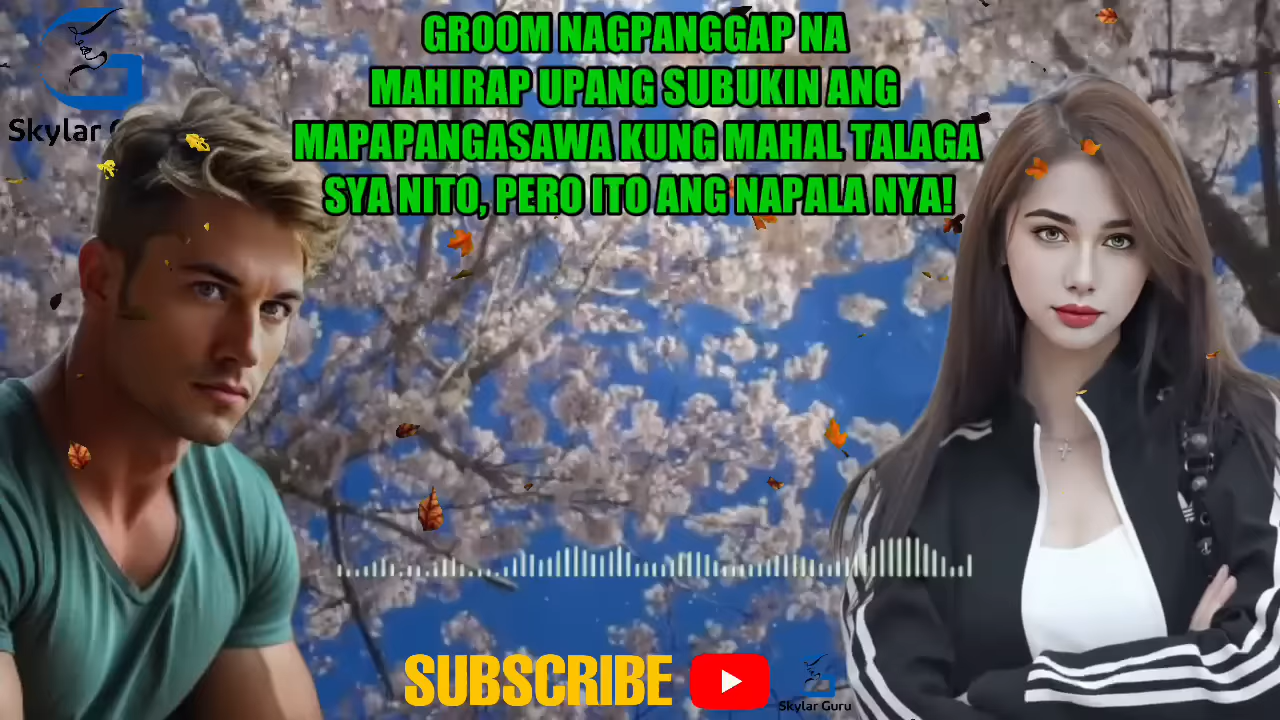 GROOM NAGPANGGAP NA
MAHIRAP UPANG SUBUKIN ANG
MAPAPANGASAWA KUNG MAHAL TALAGA
SYA NITO, PERO ITO ANG NAPALA NYA!
Skylar G
SUBSCRIBE
Skylar Guru